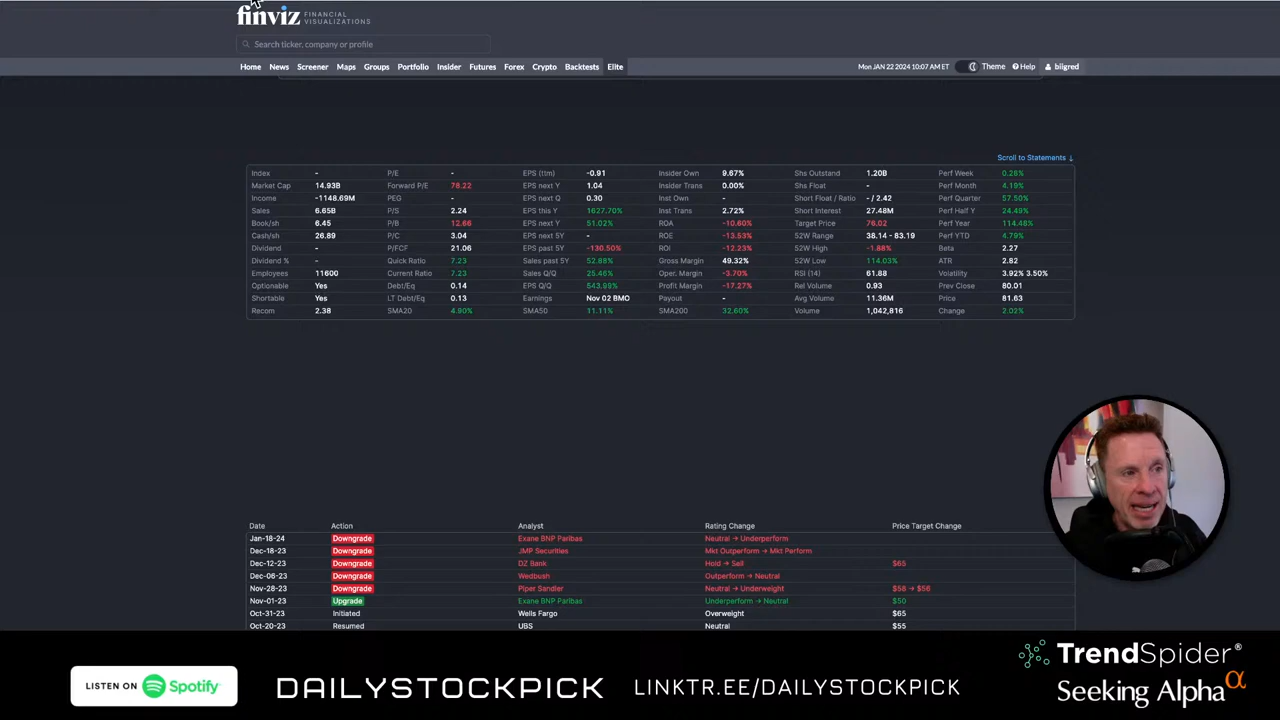 finviz FINANCIAL VISUALIZATIONS
Search ticker, company or profile
Home News Screener Maps Groups Portfolio Insider Futures Forex Crypto Backtests Elite Mon JAN 22 2024 10:07 AM ET Theme Help biigred
Scroll to Statements ↓
Index - P/E - EPS (ttm) -0.91 Insider Own 9.67% Shs Outstand 1.20B Perf Week 0.28%
Market Cap 14.93B Forward P/E 78.22 EPS next Y 1.04 Insider Trans 0.00% Shs Float - Perf Month 4.19%
Income -1148.69M PEG - EPS next Q 0.30 Inst Own - Short Float / Ratio - / 2.42 Perf Quarter 57.50%
Sales 6.65B P/S 2.24 EPS this Y 1627.70% Inst Trans 2.72% Short Interest 27.48M Perf Half Y 24.49%
Book/sh 6.45 P/B 12.66 EPS next Y 51.02% ROA -10.60% Target Price 76.02 Perf Year 114.48%
Cash/sh 26.89 P/C 3.04 EPS next 5Y - ROE -13.53% 52W Range 38.14 - 83.19 Perf YTD 4.79%
Dividend - P/FCF 21.06 EPS past 5Y -130.50% ROI -12.23% 52W High -1.88% Beta 2.27
Dividend % - Quick Ratio 7.23 Sales past 5Y 52.88% Gross Margin 49.32% 52W Low 114.03% ATR 2.82
Employees 11600 Current Ratio 7.23 Sales Q/Q 25.46% Oper. Margin -3.70% RSI (14) 61.88 Volatility 3.92% 3.50%
Optionable Yes Debt/Eq 0.14 EPS Q/Q 543.99% Profit Margin -17.27% Rel Volume 0.93 Prev Close 80.01
Shortable Yes LT Debt/Eq 0.13 Earnings Nov 02 BMO Payout - Avg Volume 11.36M Price 81.63
Recom 2.38 SMA20 4.90% SMA50 11.11% SMA200 32.60% Volume 1,042,816 Change 2.02%
Date Action Analyst Rating Change Price Target Change
Jan-18-24 Downgrade Exane BNP Paribas Neutral → Underperform
Dec-18-23 Downgrade JMP Securities Mkt Outperform → Mkt Perform
Dec-12-23 Downgrade DZ Bank Hold → Sell $65
Dec-06-23 Downgrade Wedbush Outperform → Neutral
Nov-28-23 Downgrade Piper Sandler Neutral → Underweight $58 → $56
Nov-01-23 Upgrade Exane BNP Paribas Underperform → Neutral $50
Oct-31-23 Initiated Wells Fargo Overweight $65
Oct-20-23 Resumed UBS Neutral $55
LISTEN ON Spotify
DAILYSTOCKPICK
LINKTR.EE/DAILYSTOCKPICK
TrendSpider®
Seeking Alpha α